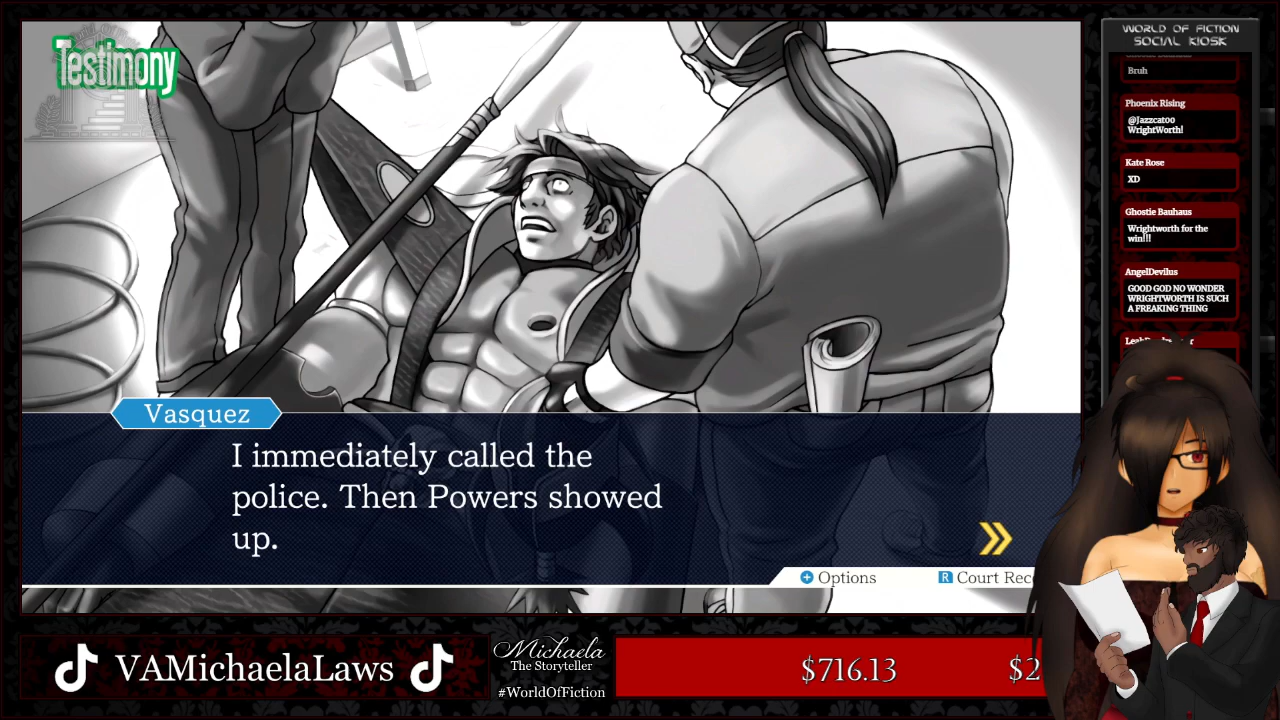 Testimony
Vasquez
I immediately called the
police. Then Powers showed
up.
Options
R Court Rec
WORLD OF FICTION
SOCIAL KIOSK
Bruh
Phoenix Rising
@Jazzcat00
WrightWorth!
Kate Rose
XD
Ghostie Bauhaus
Wrightworth for the
win!!!
AngelDevilus
GOOD GOD NO WONDER
WRIGHTWORTH IS SUCH
A FREAKING THING
VAMichaelaLaws
Michaela
The Storyteller
#WorldOfFiction
$716.13
$2